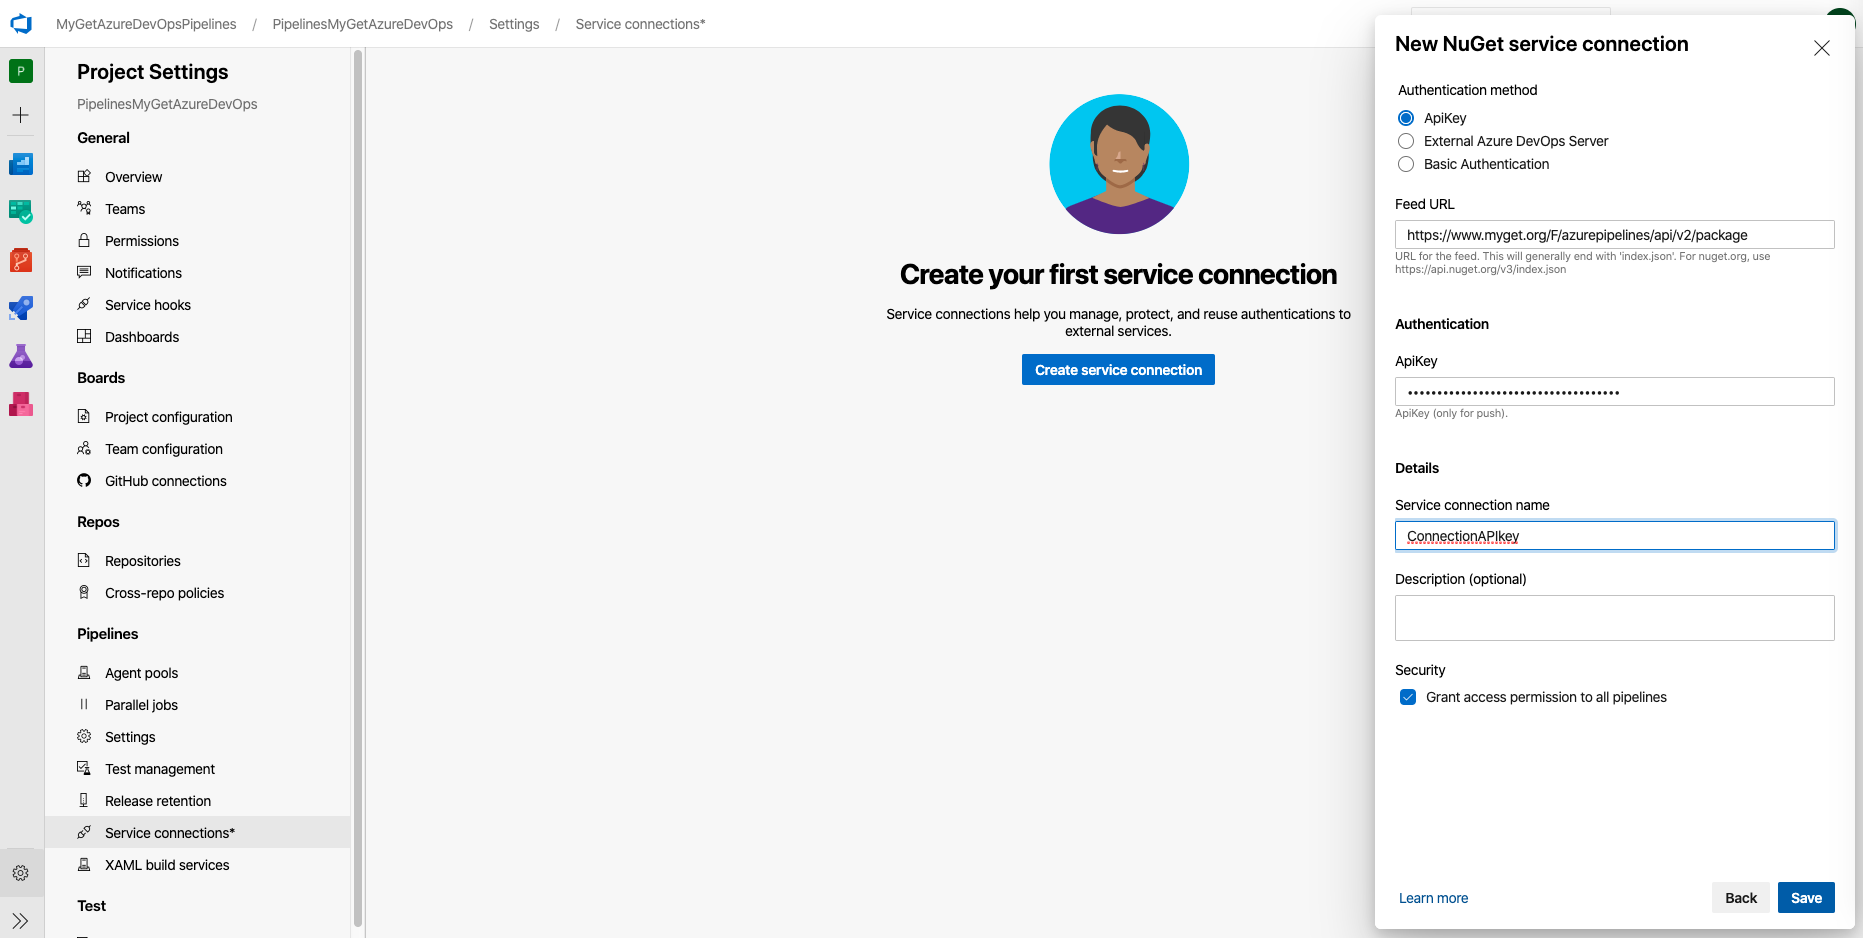 MyGetAzureDevOpsPipelines / PipelinesMyGetAzureDevOps / Settings / Service connections*
P
Project Settings
PipelinesMyGetAzureDevOps
General
Overview
Teams
Permissions
Notifications
Service hooks
Dashboards
Boards
Project configuration
Team configuration
GitHub connections
Repos
Repositories
Cross-repo policies
Pipelines
Agent pools
Parallel jobs
Settings
Test management
Release retention
Service connections*
XAML build services
Test
Create your first service connection
Service connections help you manage, protect, and reuse authentications to
external services.
Create service connection
New NuGet service connection
Authentication method
ApiKey
External Azure DevOps Server
Basic Authentication
Feed URL
https://www.myget.org/F/azurepipelines/api/v2/package
URL for the feed. This will generally end with 'index.json'. For nuget.org, use
https://api.nuget.org/v3/index.json
Authentication
ApiKey
••••••••••••••••••••••••••••••••••••
ApiKey (only for push).
Details
Service connection name
ConnectionAPIkey
Description (optional)
Security
Grant access permission to all pipelines
Learn more
Back
Save